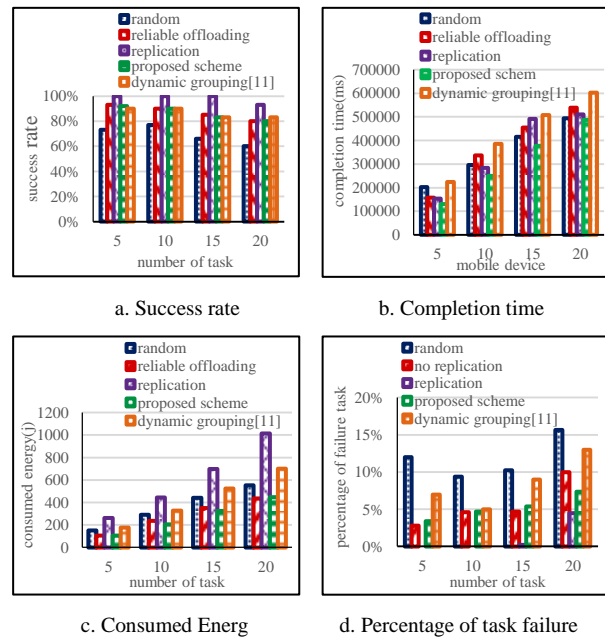 random
reliable offloading
replication
proposed scheme
dynamic grouping[11]
100%
80%
60%
40%
20%
0%
success rate
5 10 15 20
number of task
a. Success rate
random
reliable offloading
replication
proposed schem
dynamic grouping[11]
700000
600000
500000
400000
300000
200000
100000
0
completion time(ms)
5 10 15 20
mobile device
b. Completion time
random
reliable offloading
replication
proposed scheme
dynamic grouping[11]
1200
1000
800
600
400
200
0
consumed energy(j)
5 10 15 20
number of task
c. Consumed Energ
random
no replication
replication
proposed scheme
dynamic grouping[11]
20%
15%
10%
5%
0%
percentage of failure task
5 10 15 20
number of task
d. Percentage of task failure